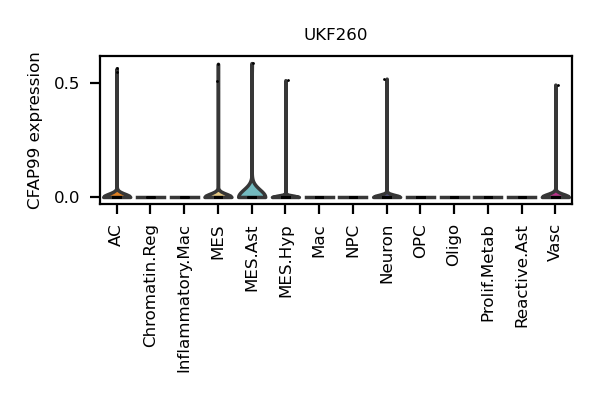 UKF260
CFAP99 expression
0.5
0.0
AC
Chromatin.Reg
Inflammatory.Mac
MES
MES.Ast
MES.Hyp
Mac
NPC
Neuron
OPC
Oligo
Prolif.Metab
Reactive.Ast
Vasc